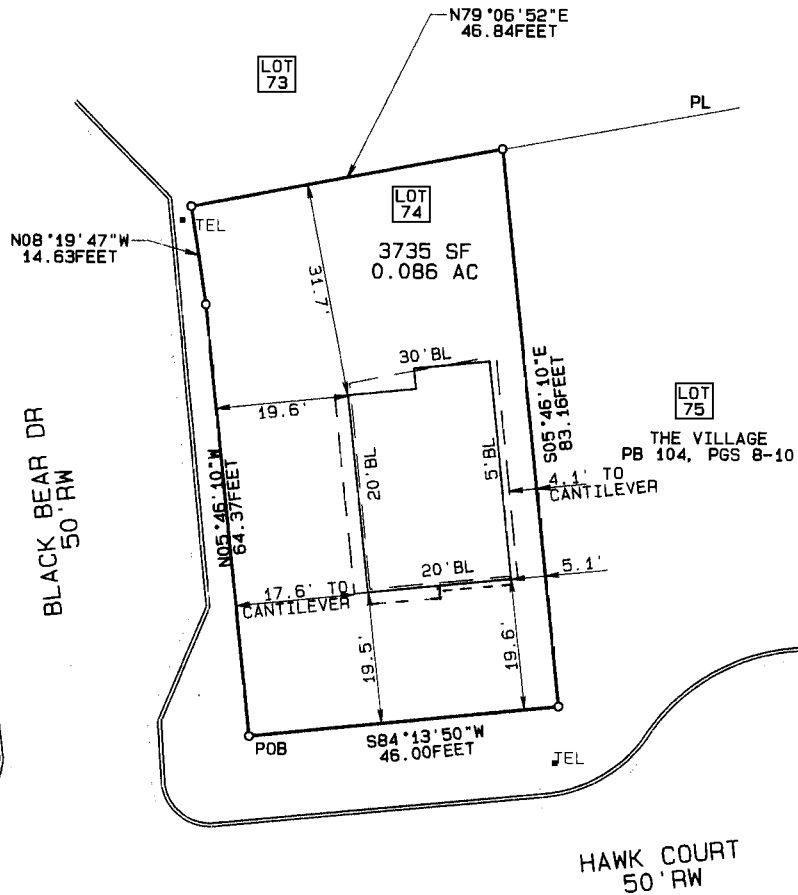 N79°06'52"E
46.84FEET
LOT
73
PL
LOT
74
TEL
N08°19'47"W
14.63FEET
3735 SF
0.086 AC
31.7'
30'BL
19.6'
S05°46'10"E
83.16FEET
LOT
75
THE VILLAGE
PB 104, PGS 8-10
BLACK BEAR DR
50'RW
N05°46'10"W
64.37FEET
20'BL
5'BL
4.1' TO
CANTILEVER
20'BL
5.1'
17.6' TO
CANTILEVER
19.5'
19.6'
POB
S84°13'50"W
46.00FEET
TEL
HAWK COURT
50'RW